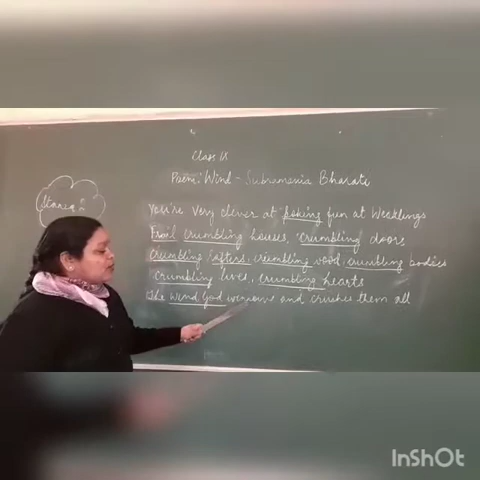 Class IX
Poem: Wind - Subramania Bharati
Stanza 2
You're very clever at poking fun at weaklings
Frail crumbling houses, crumbling doors,
crumbling rafters, crumbling wood, crumbling bodies
crumbling lives, crumbling hearts
The wind God winnows and crushes them all
InShOt